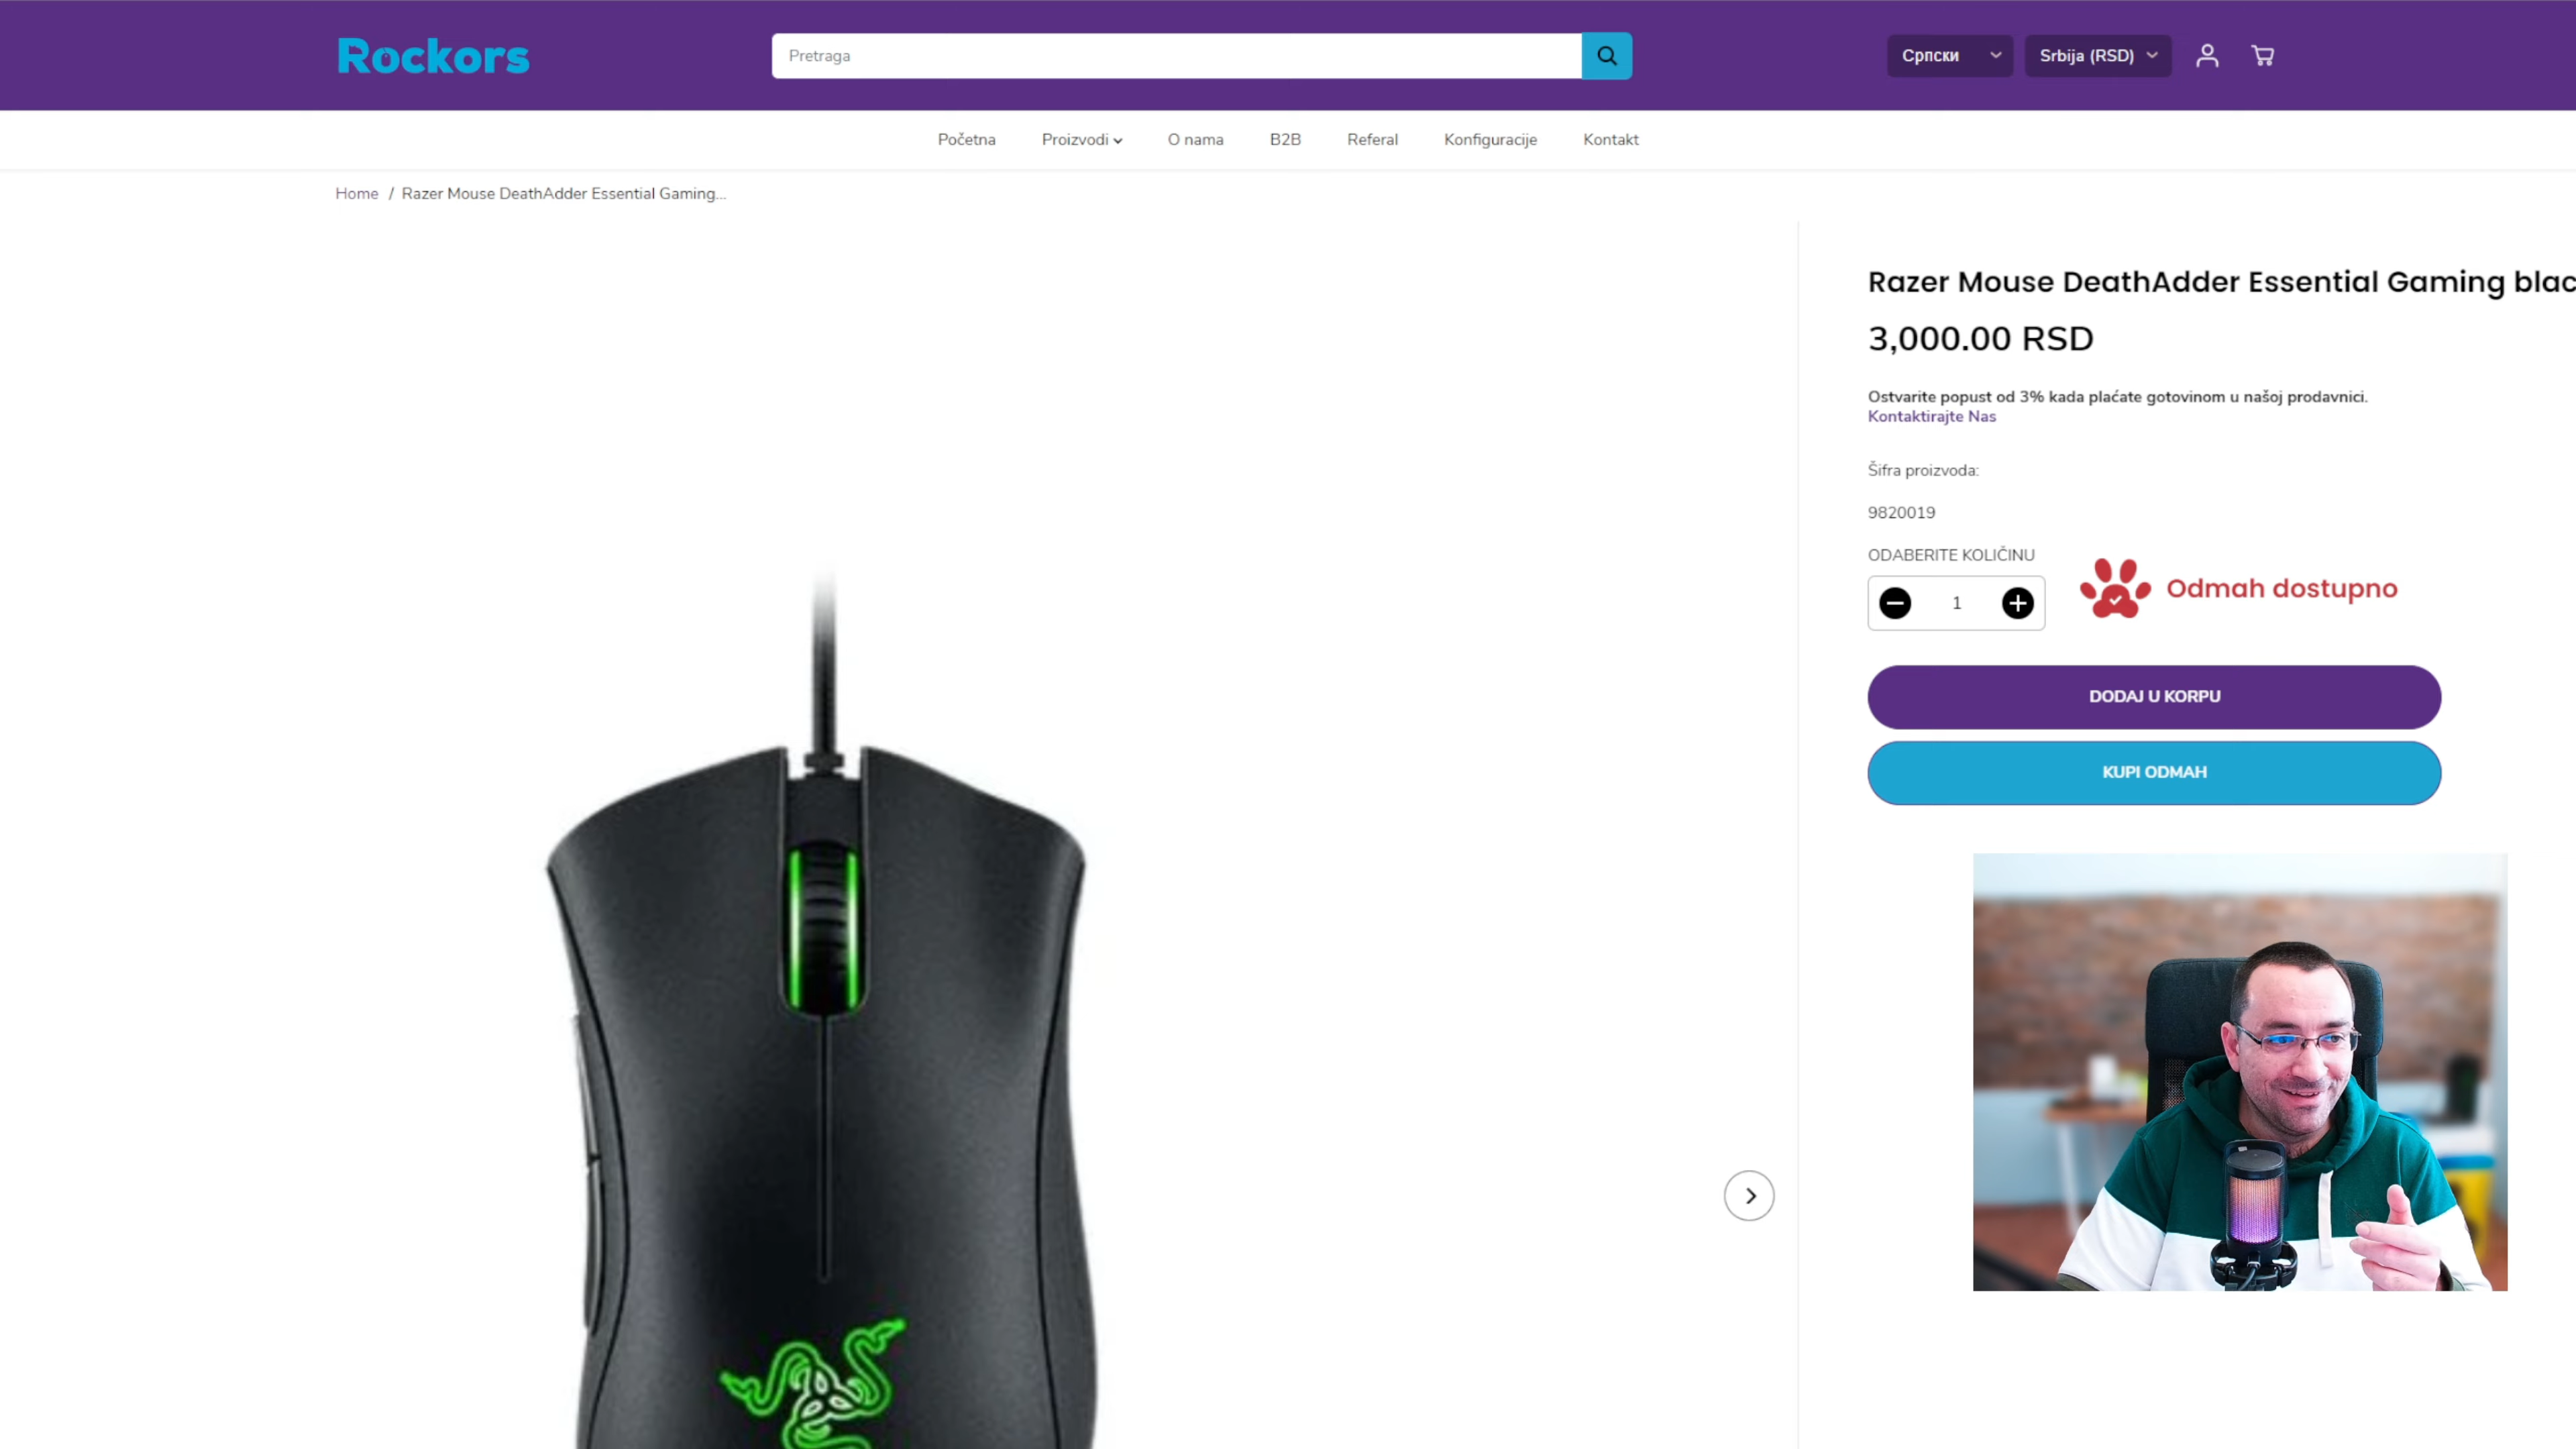 Rockors
Pretraga
Српски
Srbija (RSD)
Početna
Proizvodi
O nama
B2B
Referal
Konfiguracije
Kontakt
Home / Razer Mouse DeathAdder Essential Gaming...
Razer Mouse DeathAdder Essential Gaming blac
3,000.00 RSD
Ostvarite popust od 3% kada plaćate gotovinom u našoj prodavnici.
Kontaktirajte Nas
Šifra proizvoda:
9820019
ODABERITE KOLIČINU
1
Odmah dostupno
DODAJ U KORPU
KUPI ODMAH